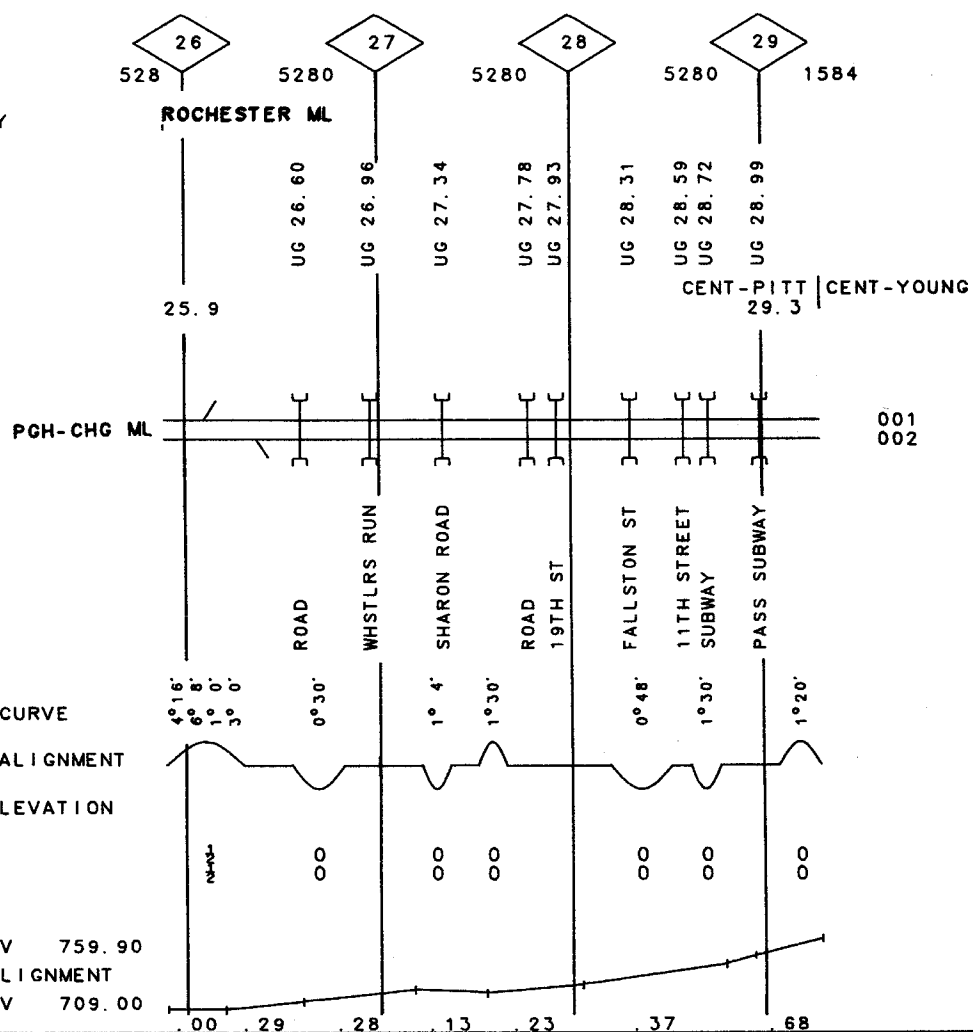 26 27 28 29
528 5280 5280 5280 1584
Y
ROCHESTER ML
UG 26.60
UG 26.96
UG 27.34
UG 27.78
UG 27.93
UG 28.31
UG 28.59
UG 28.72
UG 28.99
CENT-PITT CENT-YOUNG
25.9 29.3
PGH-CHG ML
001
002
ROAD
WHSTLRS RUN
SHARON ROAD
ROAD
19TH ST
FALLSTON ST
11TH STREET
SUBWAY
PASS SUBWAY
CURVE
4°16'
6° 8'
1° 0'
3° 0'
0°30'
1° 4'
1°30'
0°48'
1°30'
1°20'
ALIGNMENT
LEVATION
0 0 0 0 0 0
0 0 0 0 0 0
V 759.90
LIGNMENT
V 709.00
.00 .29 .28 .13 .23 .37 .68